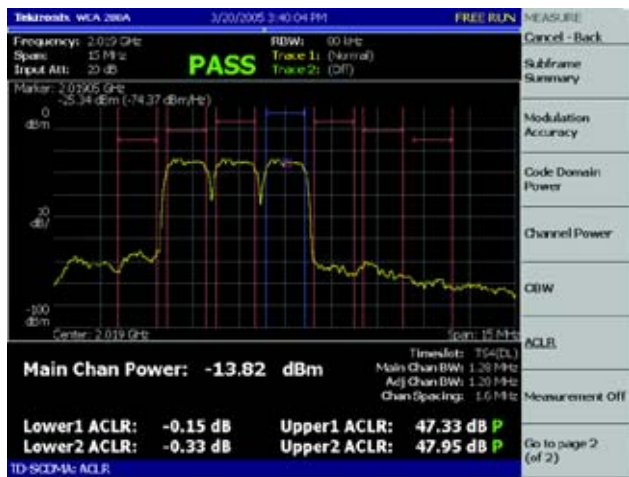 Tektronix WCA 280A 3/20/2005 3:40:04 PM FREE RUN
MEASURE
Cancel - Back
Frequency: 2.019 GHz
Span: 15 MHz
Input Att: 20 dB
PASS
RBW:
Trace 1: (Normal)
Trace 2: (Off)
Marker: 2.01905 GHz
-25.34 dBm (-74.37 dBm/Hz)
0
dBm
dB/
-100
dBm
Center: 2.019 GHz Span: 15 MHz
Timeslot: TS4(DL)
Main Chan BW: 1.28 MHz
Adj Chan BW:
Chan Spacing: 1.6 MHz
Main Chan Power: -13.82 dBm
Lower1 ACLR: -0.15 dB Upper1 ACLR: 47.33 dB P
Lower2 ACLR: -0.33 dB Upper2 ACLR: 47.95 dB P
TD-SCDMA: ACLR
Subframe
Summary
Modulation
Accuracy
Code Domain
Power
Channel Power
OBW
ACLR
Measurement Off
Go to page 2
(of 2)